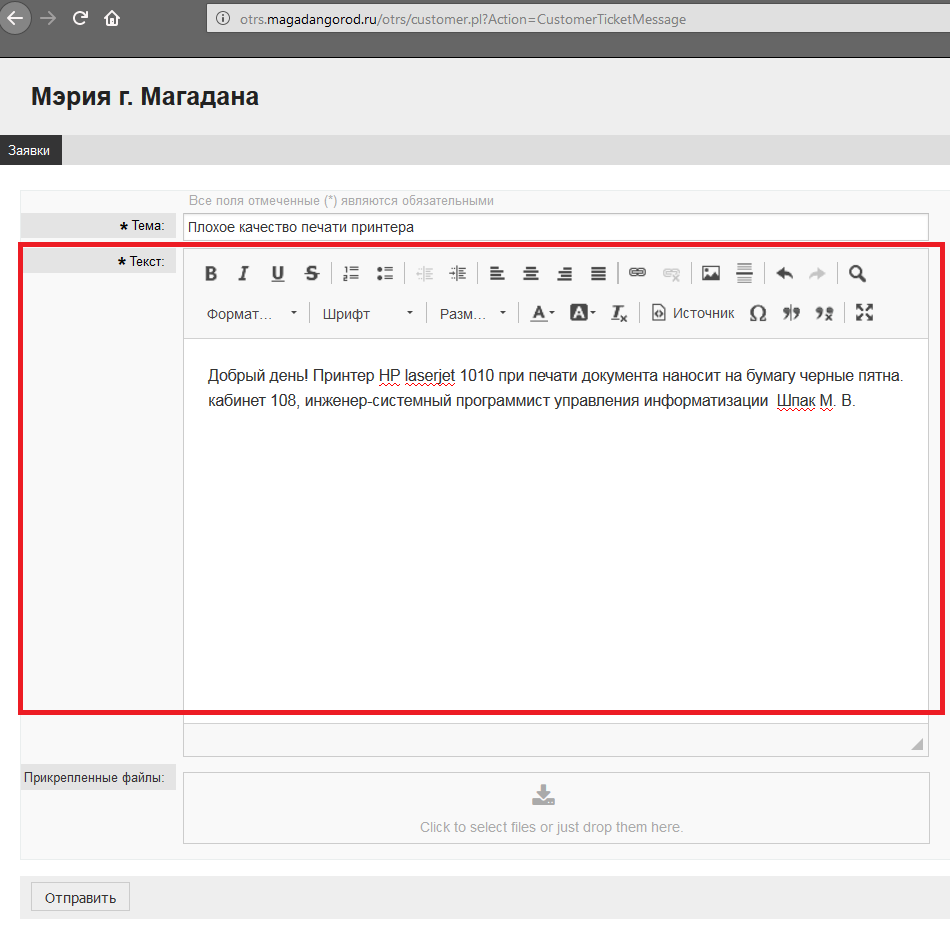 otrs.magadangorod.ru/otrs/customer.pl?Action=CustomerTicketMessage
Мэрия г. Магадана
Заявки
Все поля отмеченные (*) являются обязательными
* Тема:
Плохое качество печати принтера
* Текст:
Формат... Шрифт Разм... Источник
Добрый день! Принтер HP laserjet 1010 при печати документа наносит на бумагу черные пятна.
кабинет 108, инженер-системный программист управления информатизации  Шпак М. В.
Прикрепленные файлы:
Click to select files or just drop them here.
Отправить